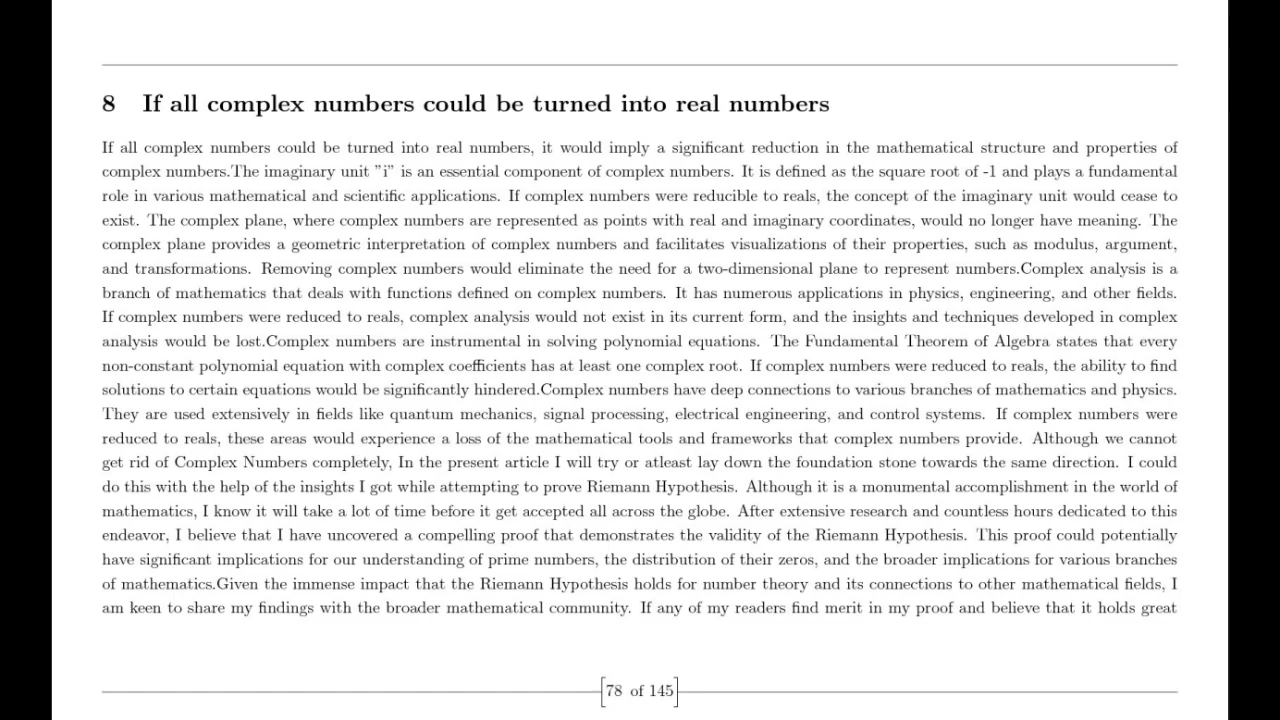 8 If all complex numbers could be turned into real numbers
If all complex numbers could be turned into real numbers, it would imply a significant reduction in the mathematical structure and properties of
complex numbers.The imaginary unit "i" is an essential component of complex numbers. It is defined as the square root of -1 and plays a fundamental
role in various mathematical and scientific applications. If complex numbers were reducible to reals, the concept of the imaginary unit would cease to
exist. The complex plane, where complex numbers are represented as points with real and imaginary coordinates, would no longer have meaning. The
complex plane provides a geometric interpretation of complex numbers and facilitates visualizations of their properties, such as modulus, argument,
and transformations. Removing complex numbers would eliminate the need for a two-dimensional plane to represent numbers.Complex analysis is a
branch of mathematics that deals with functions defined on complex numbers. It has numerous applications in physics, engineering, and other fields.
If complex numbers were reduced to reals, complex analysis would not exist in its current form, and the insights and techniques developed in complex
analysis would be lost.Complex numbers are instrumental in solving polynomial equations. The Fundamental Theorem of Algebra states that every
non-constant polynomial equation with complex coefficients has at least one complex root. If complex numbers were reduced to reals, the ability to find
solutions to certain equations would be significantly hindered.Complex numbers have deep connections to various branches of mathematics and physics.
They are used extensively in fields like quantum mechanics, signal processing, electrical engineering, and control systems. If complex numbers were
reduced to reals, these areas would experience a loss of the mathematical tools and frameworks that complex numbers provide. Although we cannot
get rid of Complex Numbers completely, In the present article I will try or atleast lay down the foundation stone towards the same direction. I could
do this with the help of the insights I got while attempting to prove Riemann Hypothesis. Although it is a monumental accomplishment in the world of
mathematics, I know it will take a lot of time before it get accepted all across the globe. After extensive research and countless hours dedicated to this
endeavor, I believe that I have uncovered a compelling proof that demonstrates the validity of the Riemann Hypothesis. This proof could potentially
have significant implications for our understanding of prime numbers, the distribution of their zeros, and the broader implications for various branches
of mathematics.Given the immense impact that the Riemann Hypothesis holds for number theory and its connections to other mathematical fields, I
am keen to share my findings with the broader mathematical community. If any of my readers find merit in my proof and believe that it holds great
78 of 145